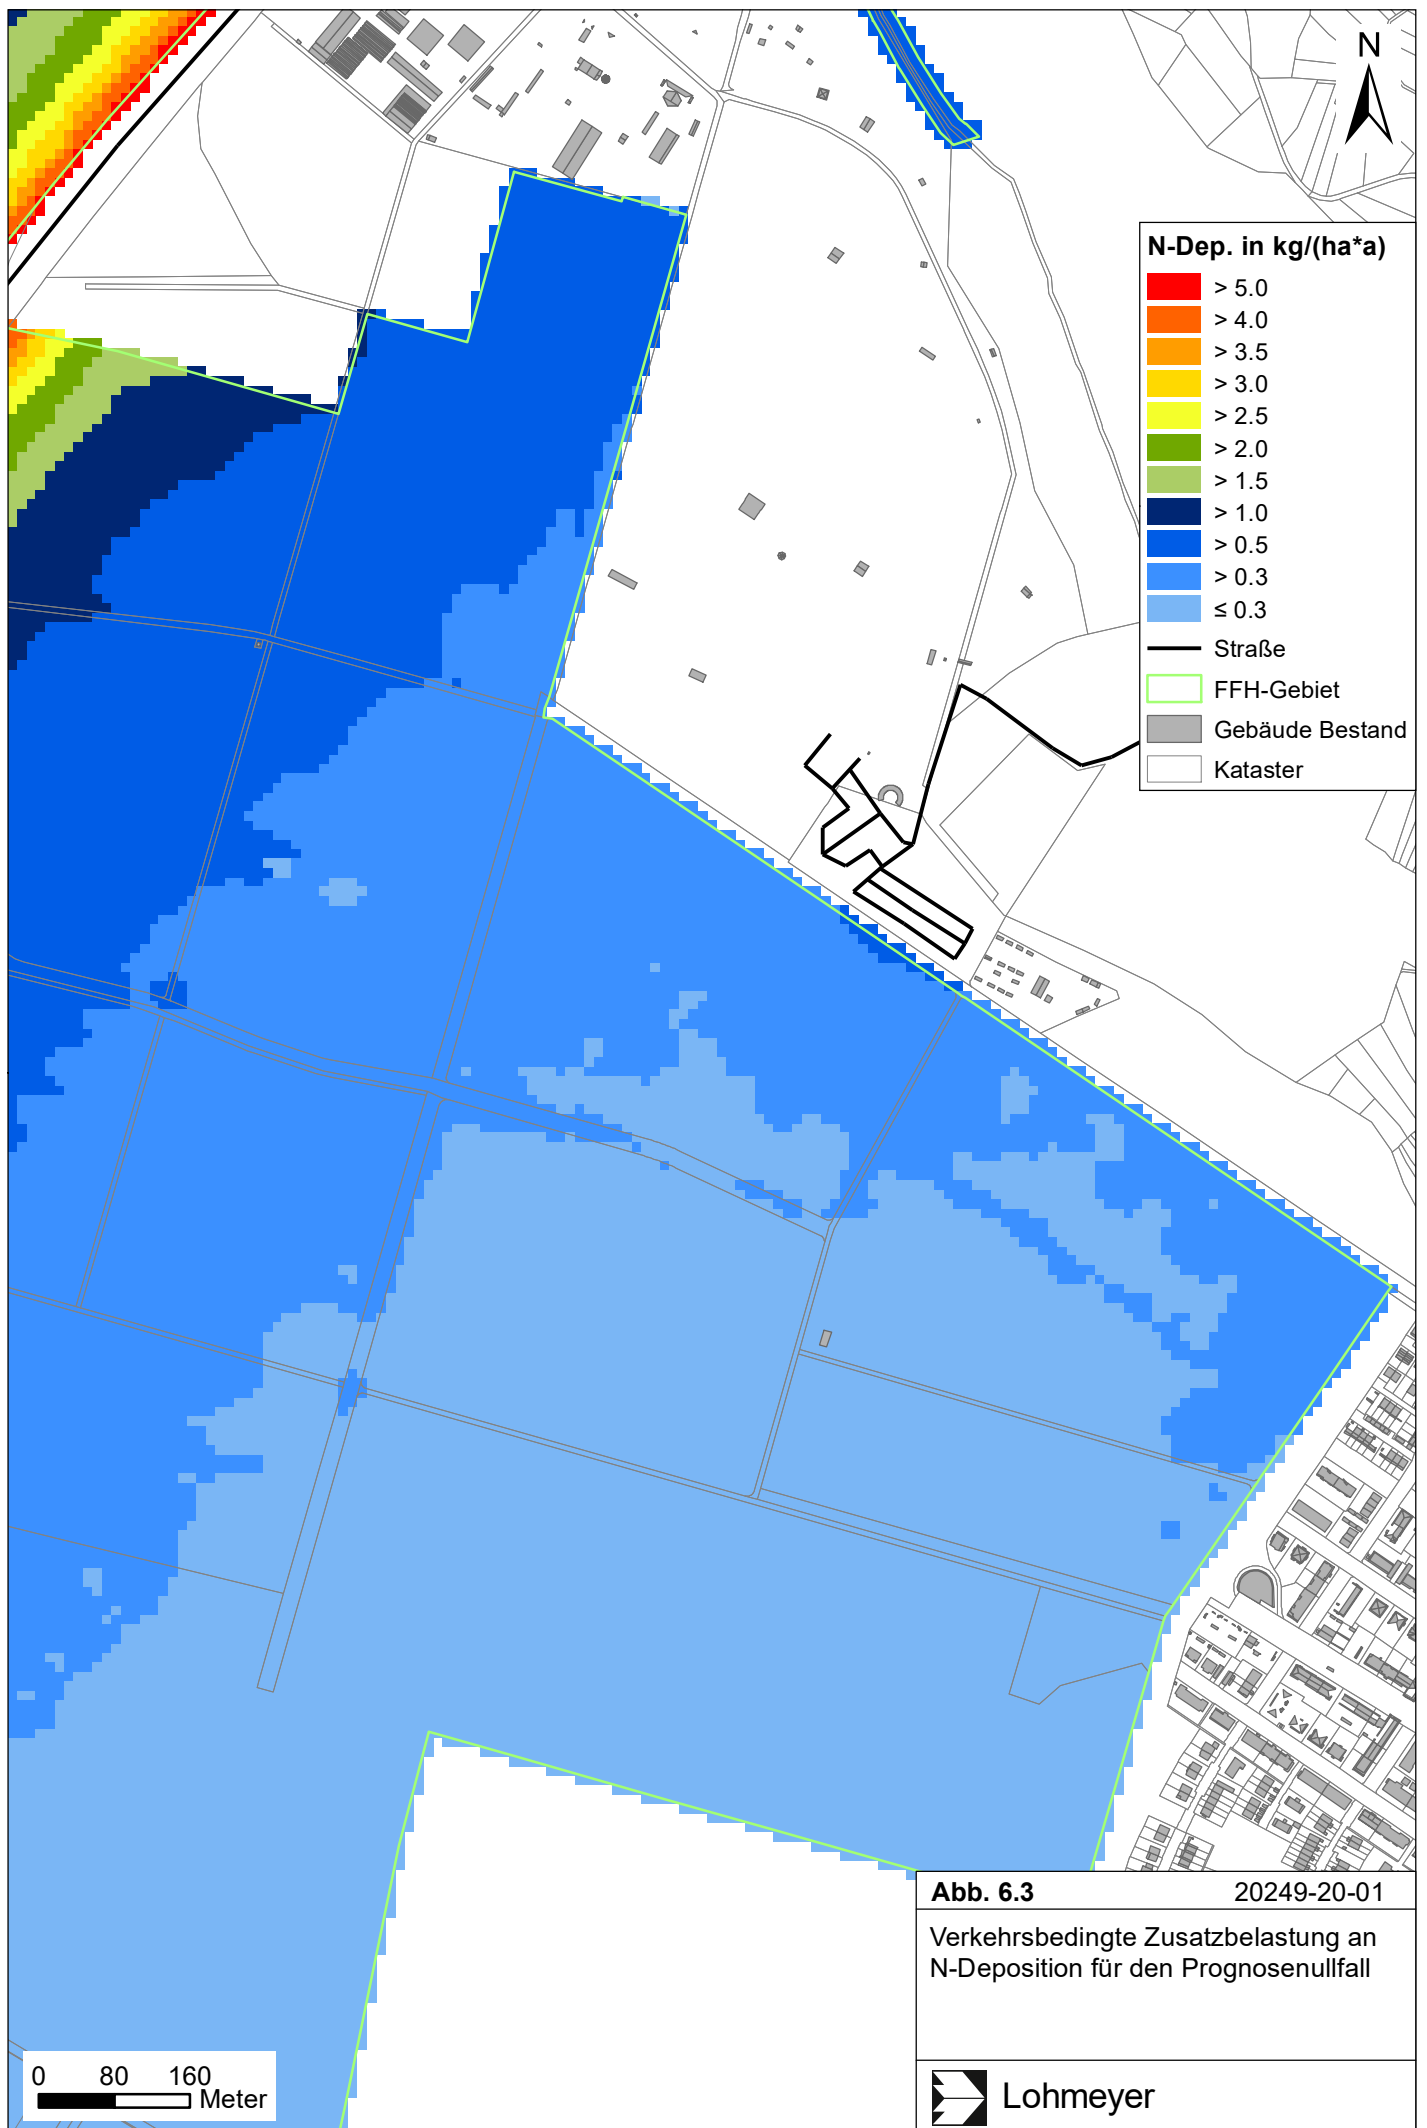 N
N-Dep. in kg/(ha*a)
> 5.0
> 4.0
> 3.5
> 3.0
> 2.5
> 2.0
> 1.5
> 1.0
> 0.5
> 0.3
≤ 0.3
Straße
FFH-Gebiet
Gebäude Bestand
Kataster
Abb. 6.3 20249-20-01
Verkehrsbedingte Zusatzbelastung an
N-Deposition für den Prognosenullfall
0 80 160
Meter
Lohmeyer